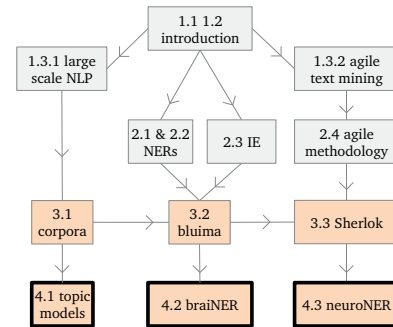 1.1 1.2
introduction
1.3.1 large
scale NLP
1.3.2 agile
text mining
2.1 & 2.2
NERs
2.3 IE
2.4 agile
methodology
3.1
corpora
3.2
bluima
3.3 Sherlok
4.1 topic
models
4.2 braiNER
4.3 neuroNER